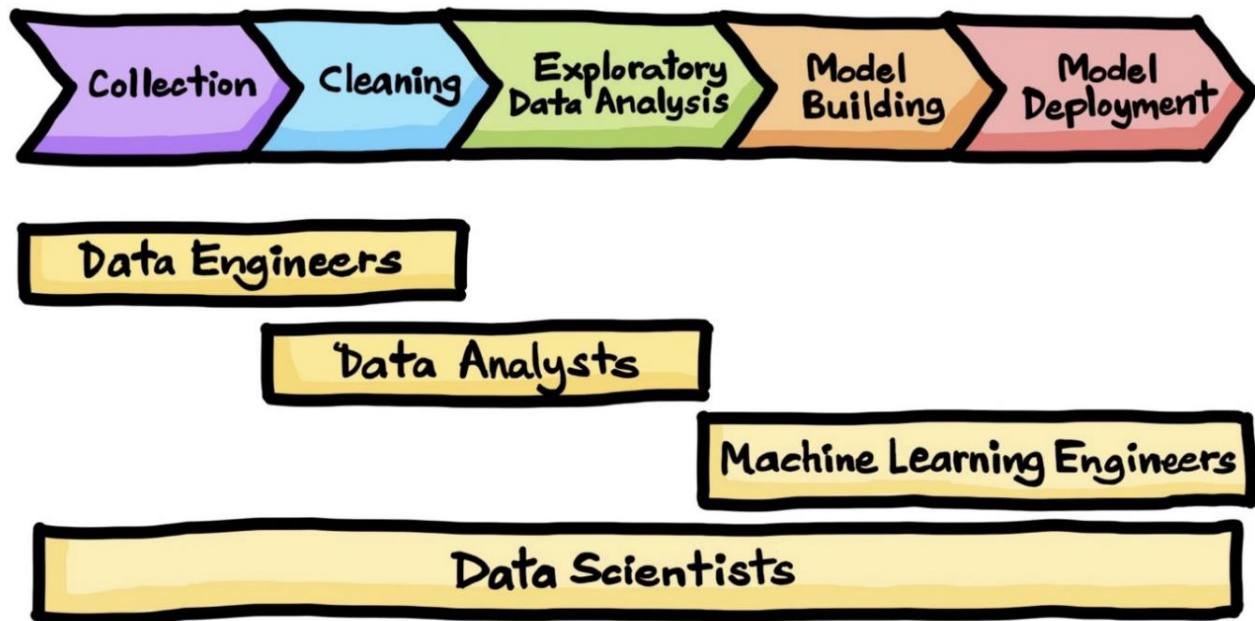 Collection
Cleaning
Exploratory
Data Analysis
Model
Building
Model
Deployment
Data Engineers
Data Analysts
Machine Learning Engineers
Data Scientists